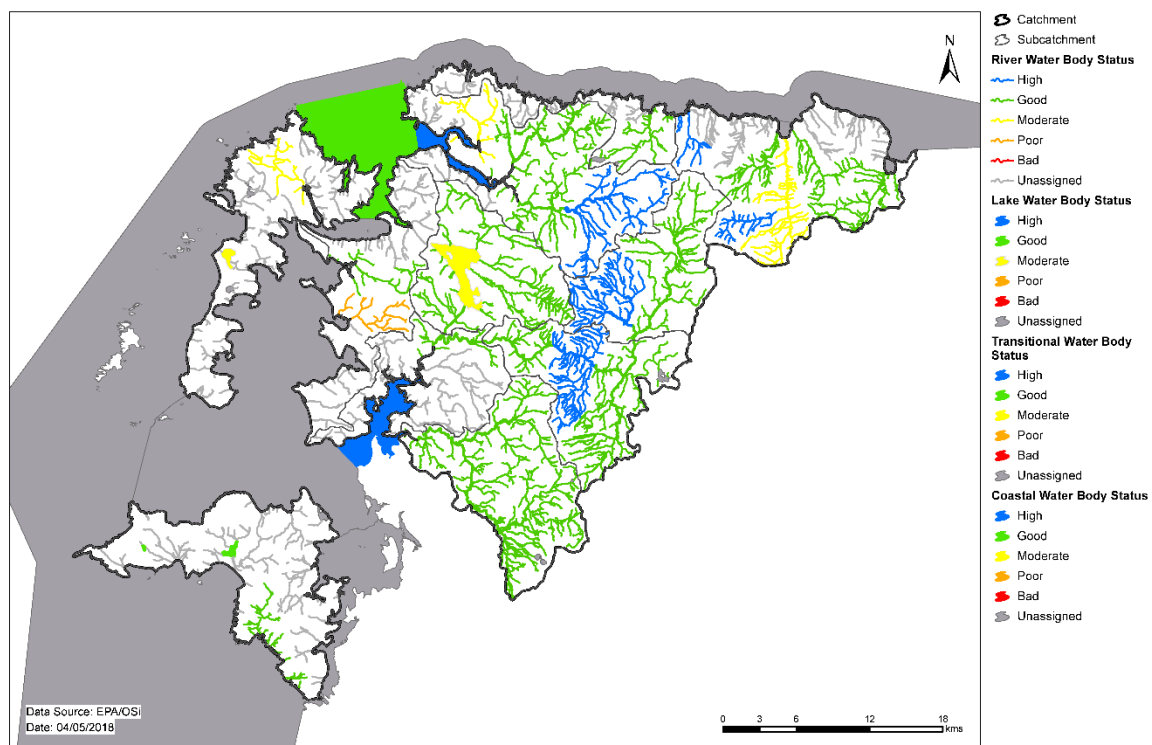 N
Data Source: EPA/OSi
Date: 04/05/2018
0 3 6 12 18
kms
Catchment
Subcatchment
River Water Body Status
High
Good
Moderate
Poor
Bad
Unassigned
Lake Water Body Status
High
Good
Moderate
Poor
Bad
Unassigned
Transitional Water Body
Status
High
Good
Moderate
Poor
Bad
Unassigned
Coastal Water Body Status
High
Good
Moderate
Poor
Bad
Unassigned